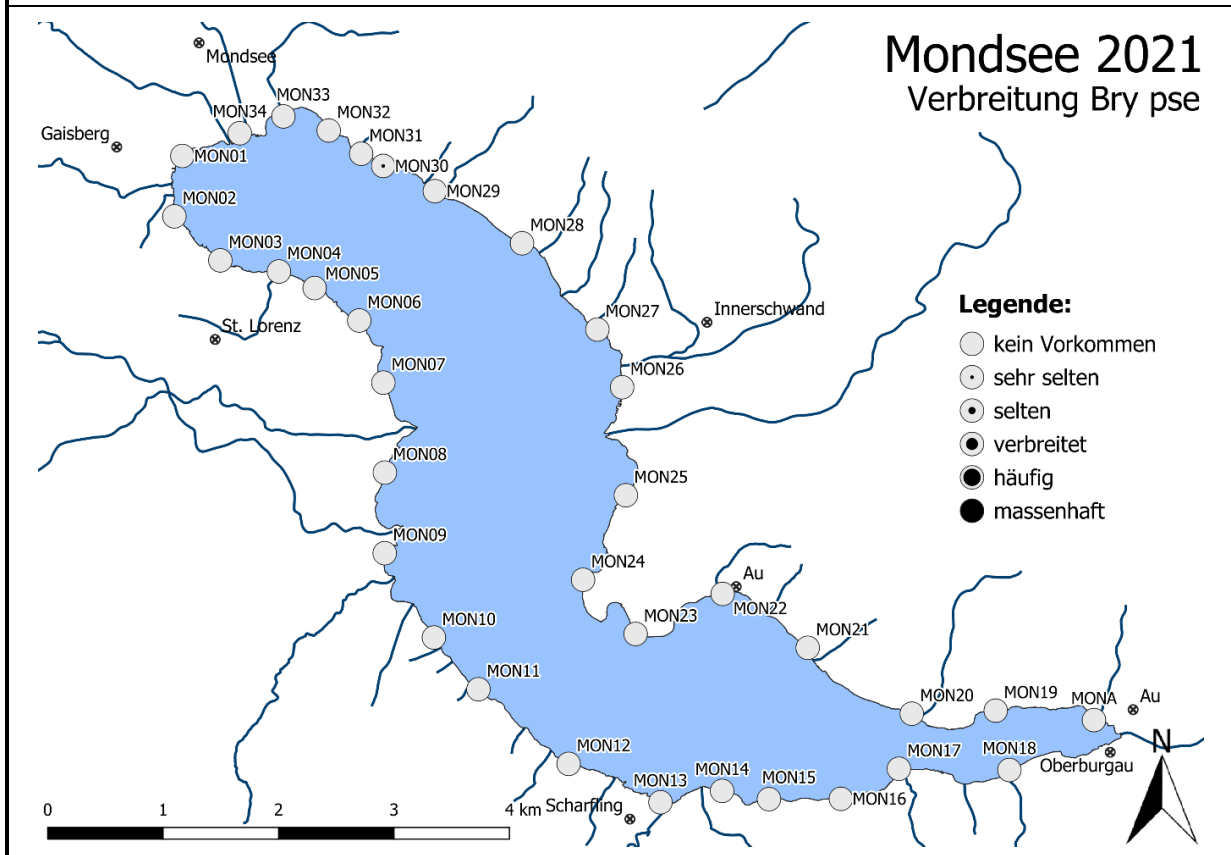 Mondsee 2021
Verbreitung Bry pse
Mondsee
MON33
MON34
MON32
MON31
Gaisberg
MON01
MON30
MON29
MON02
MON28
MON03
MON04
MON05
MON06
St. Lorenz
MON27
Innerschwand
MON07
MON26
MON08
MON25
MON09
MON24
Au
MON22
MON23
MON10
MON21
MON11
MON20
MON19
MONA
Au
MON12
MON17
MON18
Oberburgau
MON13
MON14
MON15
MON16
Scharfling
Legende:
kein Vorkommen
sehr selten
selten
verbreitet
häufig
massenhaft
0 1 2 3 4 km
N